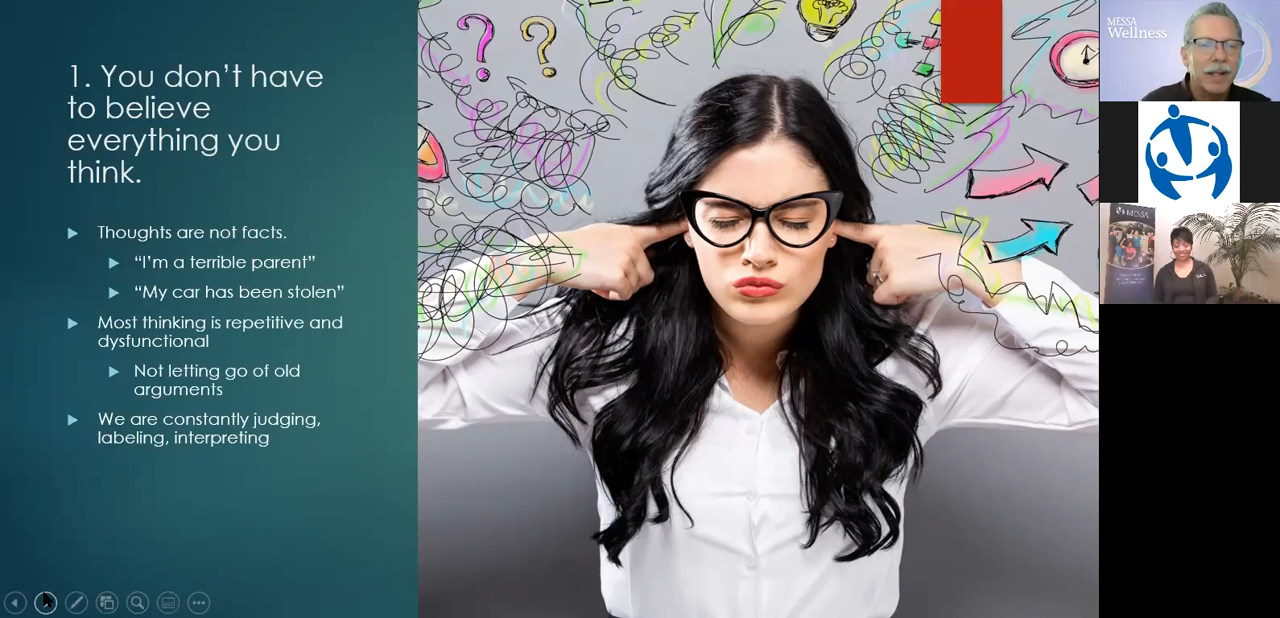 1. You don’t have
to believe
everything you
think.
Thoughts are not facts.
“I’m a terrible parent”
“My car has been stolen”
Most thinking is repetitive and
dysfunctional
Not letting go of old
arguments
We are constantly judging,
labeling, interpreting
MESSA
Wellness
MESSA